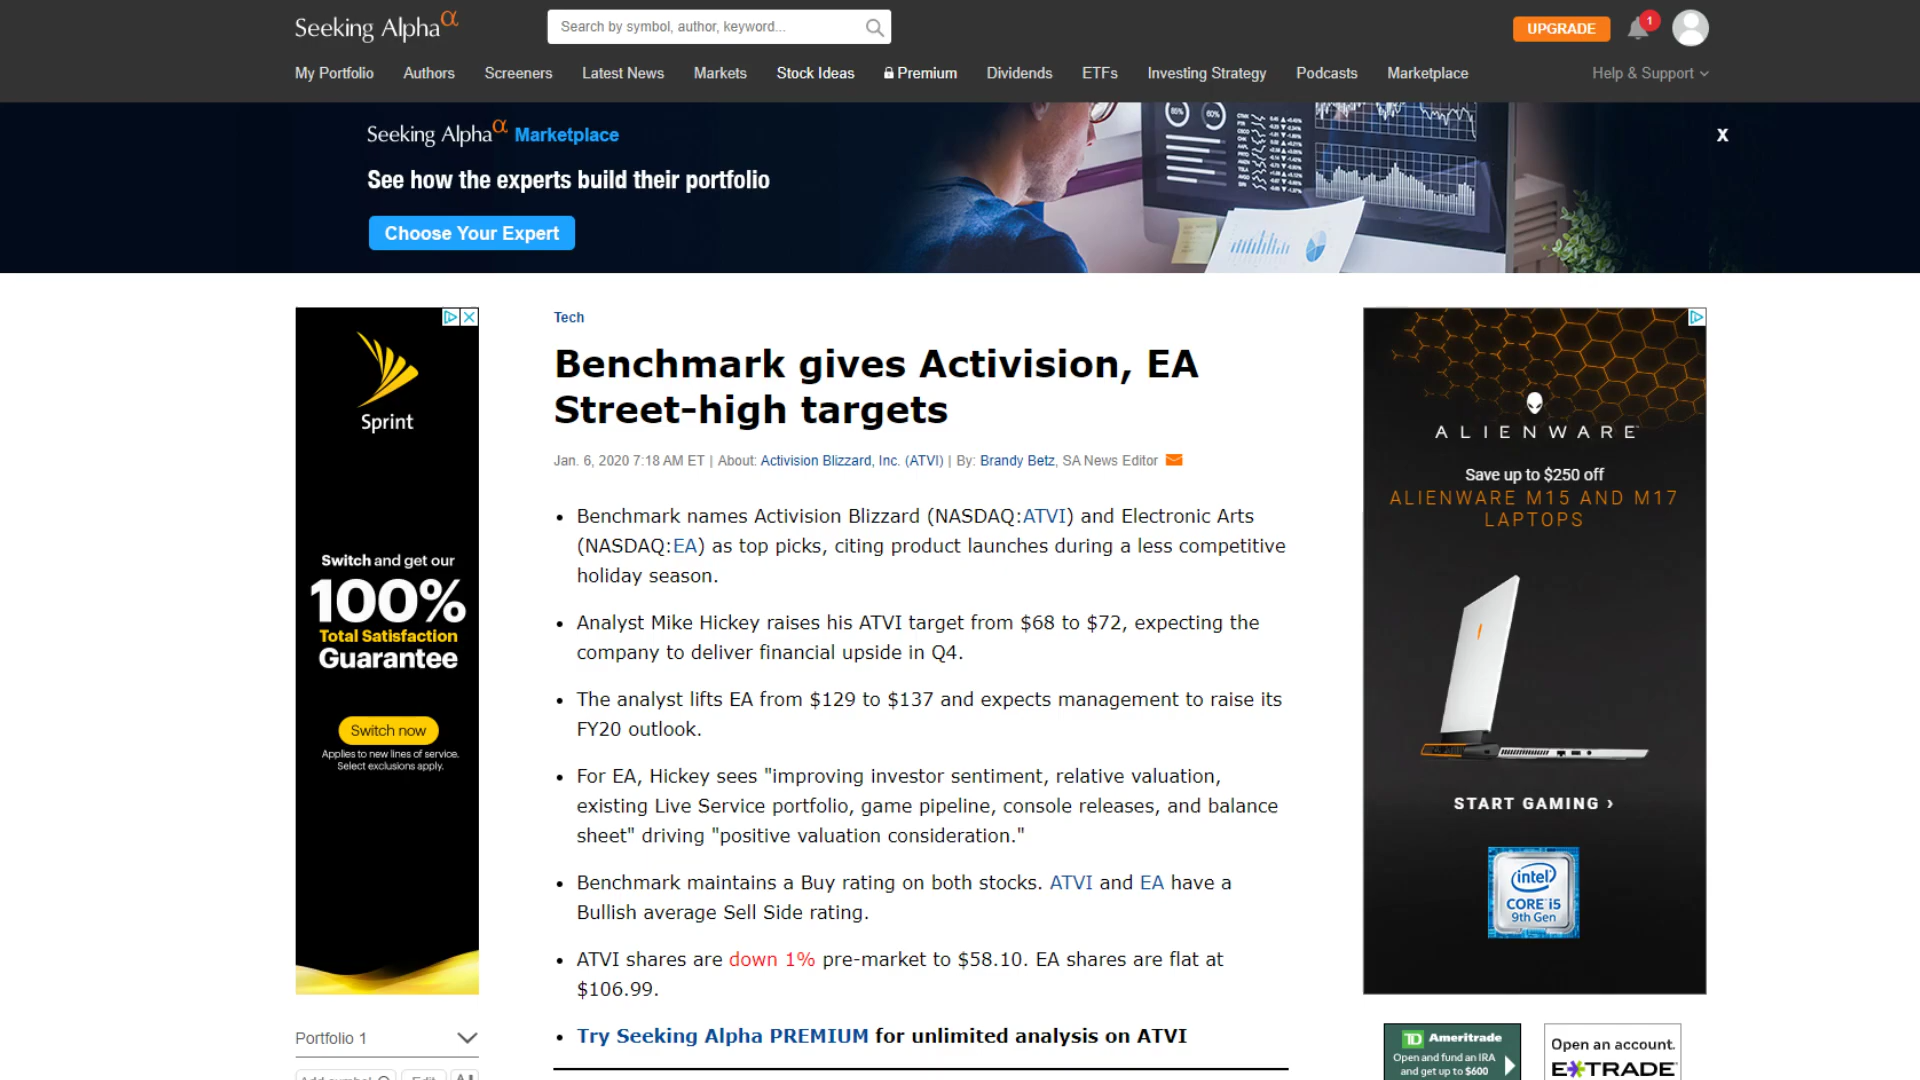 Seeking Alphaα
Search by symbol, author, keyword...
UPGRADE
1
My Portfolio
Authors
Screeners
Latest News
Markets
Stock Ideas
Premium
Dividends
ETFs
Investing Strategy
Podcasts
Marketplace
Help & Support
Seeking Alphaα Marketplace
See how the experts build their portfolio
Choose Your Expert
X
Sprint
Switch and get our
100%
Total Satisfaction
Guarantee
Switch now
Applies to new lines of service.
Select exclusions apply.
Portfolio 1
Add symbol
Edit
Tech
Benchmark gives Activision, EA
Street-high targets
Jan. 6, 2020 7:18 AM ET | About: Activision Blizzard, Inc. (ATVI) | By: Brandy Betz, SA News Editor
• Benchmark names Activision Blizzard (NASDAQ:ATVI) and Electronic Arts
(NASDAQ:EA) as top picks, citing product launches during a less competitive
holiday season.
• Analyst Mike Hickey raises his ATVI target from $68 to $72, expecting the
company to deliver financial upside in Q4.
• The analyst lifts EA from $129 to $137 and expects management to raise its
FY20 outlook.
• For EA, Hickey sees "improving investor sentiment, relative valuation,
existing Live Service portfolio, game pipeline, console releases, and balance
sheet" driving "positive valuation consideration."
• Benchmark maintains a Buy rating on both stocks. ATVI and EA have a
Bullish average Sell Side rating.
• ATVI shares are down 1% pre-market to $58.10. EA shares are flat at
$106.99.
• Try Seeking Alpha PREMIUM for unlimited analysis on ATVI
ALIENWARE
Save up to $250 off
ALIENWARE M15 AND M17
LAPTOPS
START GAMING ›
intel
CORE i5
9th Gen
TD Ameritrade
Open and fund an IRA
and get up to $600
Open an account.
E*TRADE